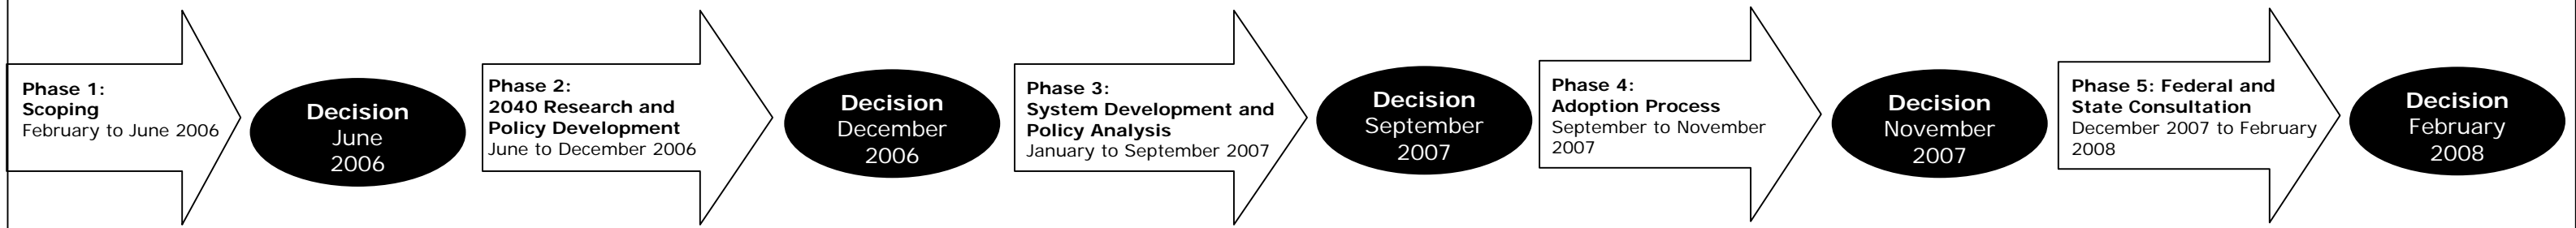 Phase 1:
Scoping
February to June 2006
Decision
June
2006
Phase 2:
2040 Research and
Policy Development
June to December 2006
Decision
December
2006
Phase 3:
System Development and
Policy Analysis
January to September 2007
Decision
September
2007
Phase 4:
Adoption Process
September to November
2007
Decision
November
2007
Phase 5: Federal and
State Consultation
December 2007 to February
2008
Decision
February
2008